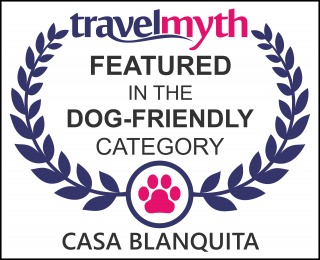 travelmyth
FEATURED
IN THE
DOG-FRIENDLY
CATEGORY
CASA BLANQUITA